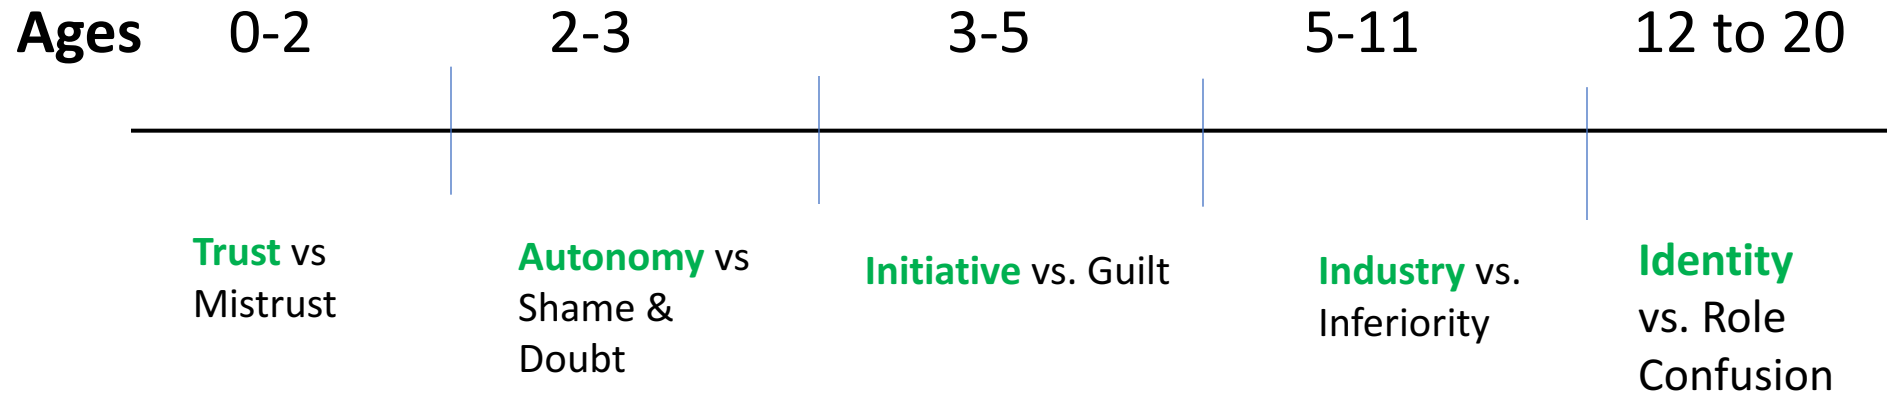 Ages 0-2 2-3 3-5 5-11 12 to 20
Trust vs
Mistrust
Autonomy vs
Shame &
Doubt
Initiative vs. Guilt
Industry vs.
Inferiority
Identity
vs. Role
Confusion